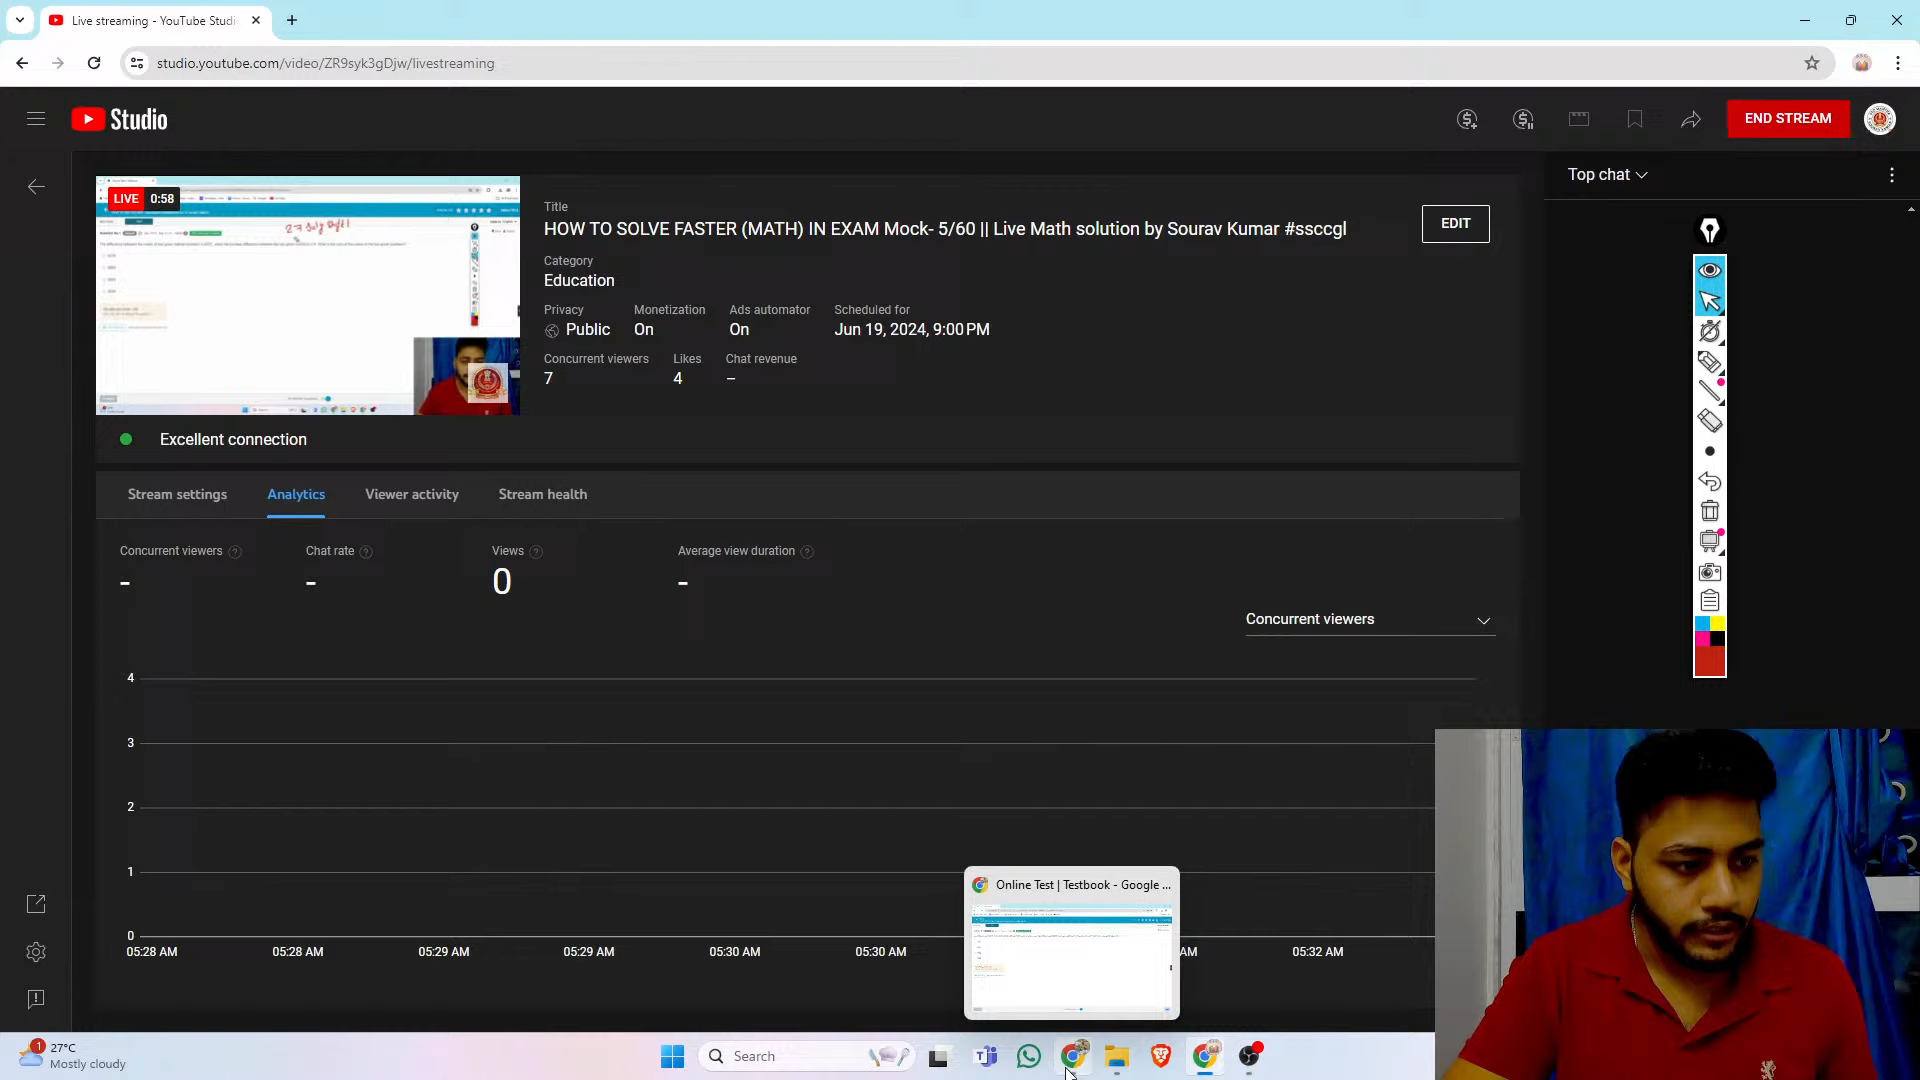 Live streaming - YouTube Studi
studio.youtube.com/video/ZR9syk3gDjw/livestreaming
Studio
END STREAM
LIVE 0:58
27 July Shift 1
Title
HOW TO SOLVE FASTER (MATH) IN EXAM Mock- 5/60 || Live Math solution by Sourav Kumar #ssccgl
EDIT
Category
Education
Privacy Monetization Ads automator Scheduled for
Public On On Jun 19, 2024, 9:00 PM
Concurrent viewers Likes Chat revenue
7 4 –
Excellent connection
Top chat
Stream settings Analytics Viewer activity Stream health
Concurrent viewers Chat rate Views Average view duration
- - 0 -
Concurrent viewers
4
3
2
1
0
05:28 AM 05:28 AM 05:29 AM 05:29 AM 05:30 AM 05:30 AM AM 05:32 AM
Online Test | Testbook - Google ...
1
27°C
Mostly cloudy
Search